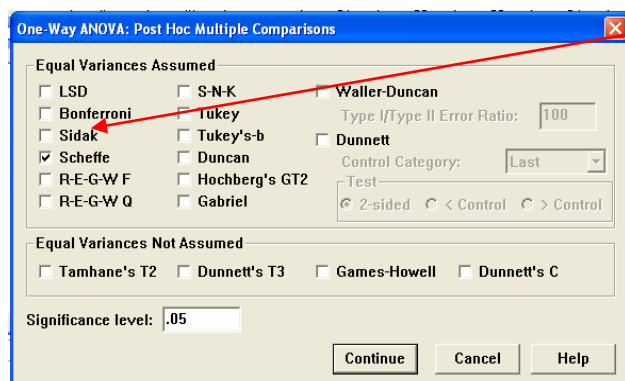 One-Way ANOVA: Post Hoc Multiple Comparisons
Equal Variances Assumed
LSD S-N-K Waller-Duncan
Bonferroni Tukey Type I/Type II Error Ratio: 100
Sidak Tukey's-b Dunnett
Scheffe Duncan Control Category: Last
R-E-G-W F Hochberg's GT2 Test
R-E-G-W Q Gabriel 2-sided < Control > Control
Equal Variances Not Assumed
Tamhane's T2 Dunnett's T3 Games-Howell Dunnett's C
Significance level: .05
Continue Cancel Help